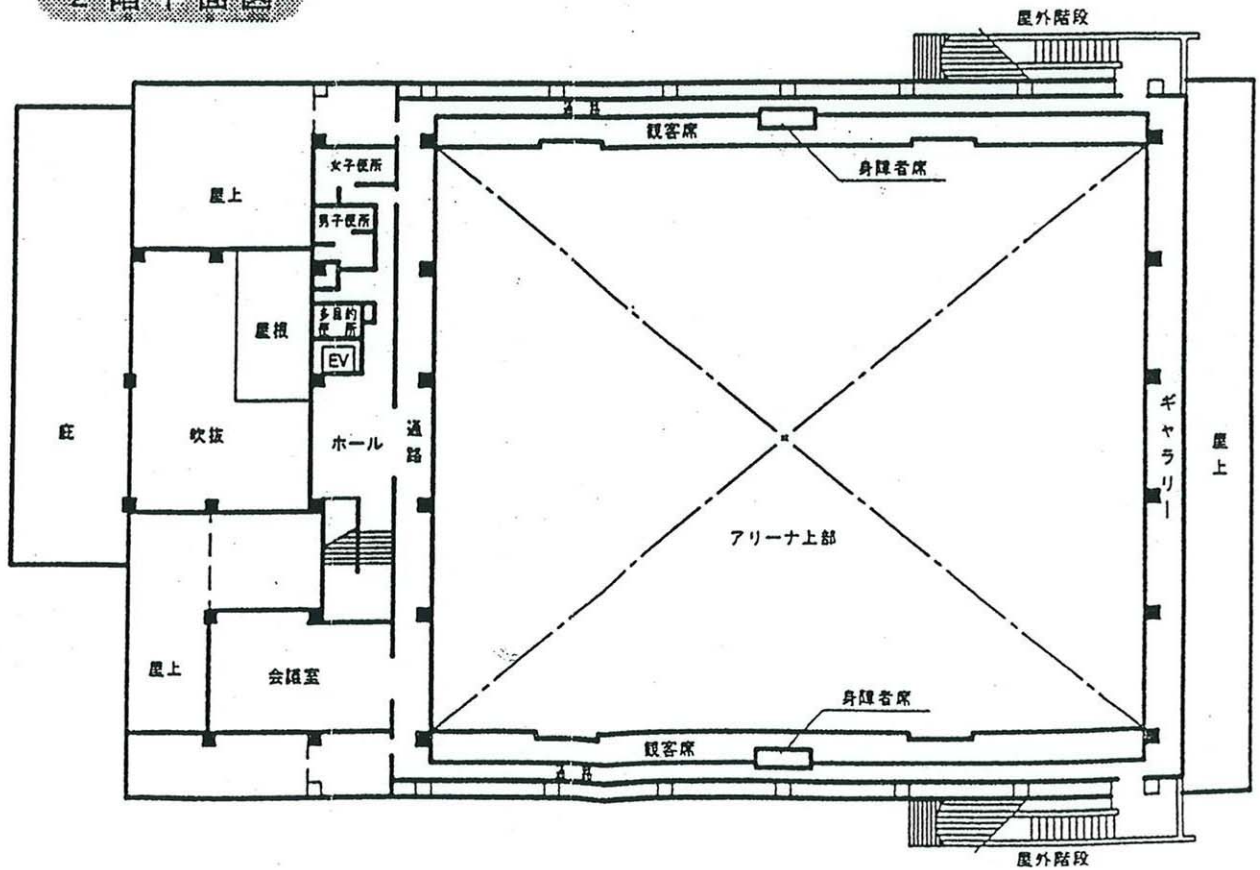 2階平面図
屋外階段
観客席
身障者席
女子便所
屋上
男子便所
多目的
便所
屋根
EV
庇
吹抜
ホール
通路
ギャラリー
屋上
アリーナ上部
屋上
会議室
身障者席
観客席
屋外階段